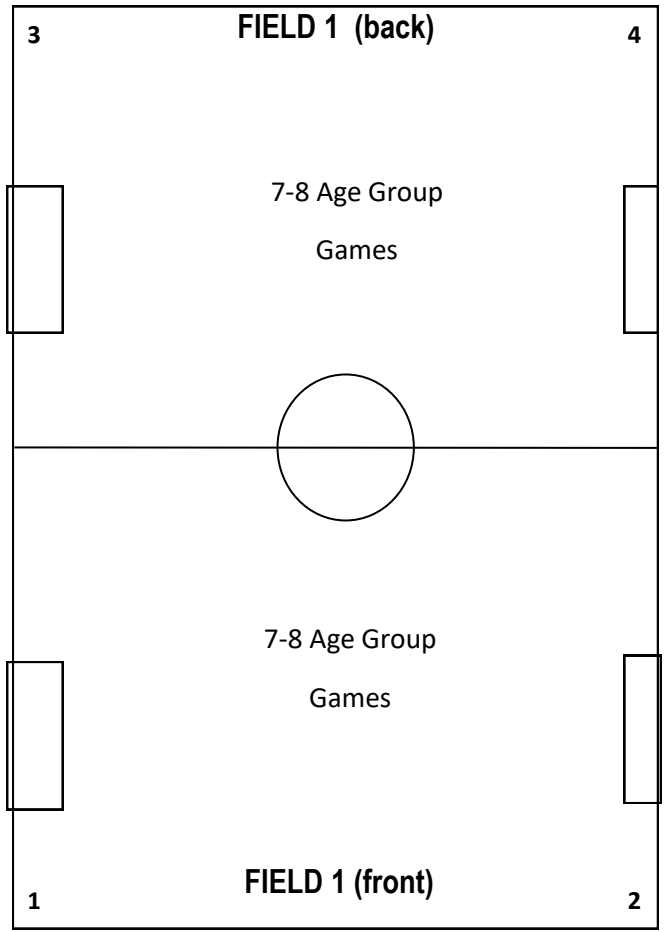 3 FIELD 1 (back) 4
7-8 Age Group
Games
7-8 Age Group
Games
FIELD 1 (front)
1 2